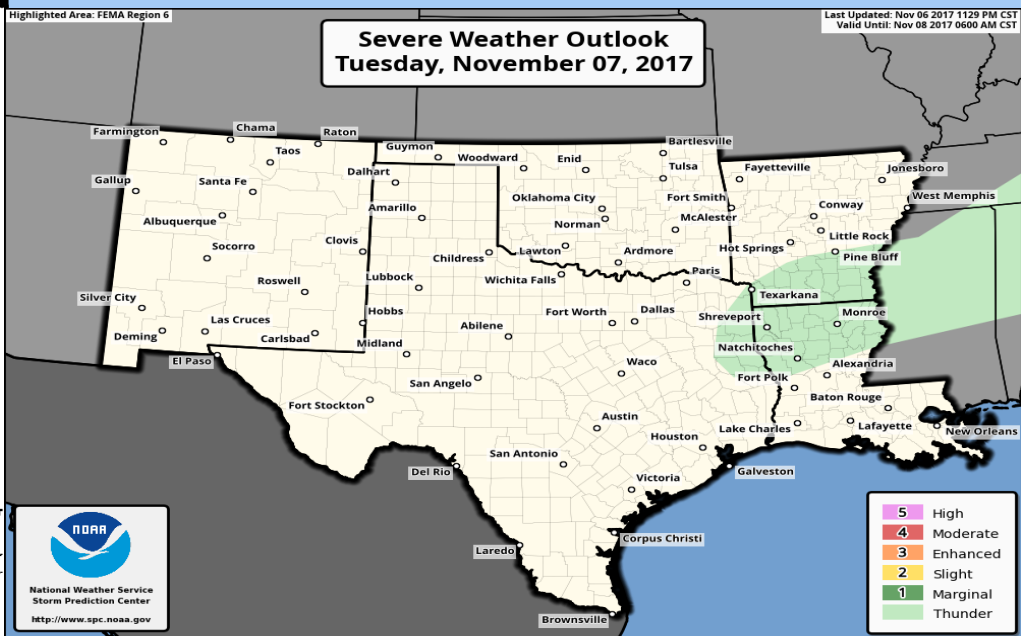 Highlighted Area: FEMA Region 6
Last Updated: Nov 06 2017 1129 PM CST
Valid Until: Nov 08 2017 0600 AM CST
Severe Weather Outlook
Tuesday, November 07, 2017
Farmington
Chama
Raton
Taos
Guymon
Woodward
Enid
Bartlesville
Tulsa
Fayetteville
Jonesboro
Gallup
Santa Fe
Dalhart
Oklahoma City
Fort Smith
West Memphis
Albuquerque
Amarillo
Norman
McAlester
Conway
Socorro
Clovis
Childress
Lawton
Ardmore
Hot Springs
Little Rock
Pine Bluff
Roswell
Lubbock
Wichita Falls
Paris
Texarkana
Silver City
Las Cruces
Hobbs
Fort Worth
Dallas
Shreveport
Monroe
Deming
Carlsbad
Midland
Abilene
Natchitoches
El Paso
San Angelo
Waco
Fort Polk
Alexandria
Fort Stockton
Austin
Baton Rouge
Houston
Lake Charles
Lafayette
New Orleans
Del Rio
San Antonio
Galveston
Victoria
Laredo
Corpus Christi
Brownsville
NOAA
National Weather Service
Storm Prediction Center
http://www.spc.noaa.gov
5 High
4 Moderate
3 Enhanced
2 Slight
1 Marginal
Thunder